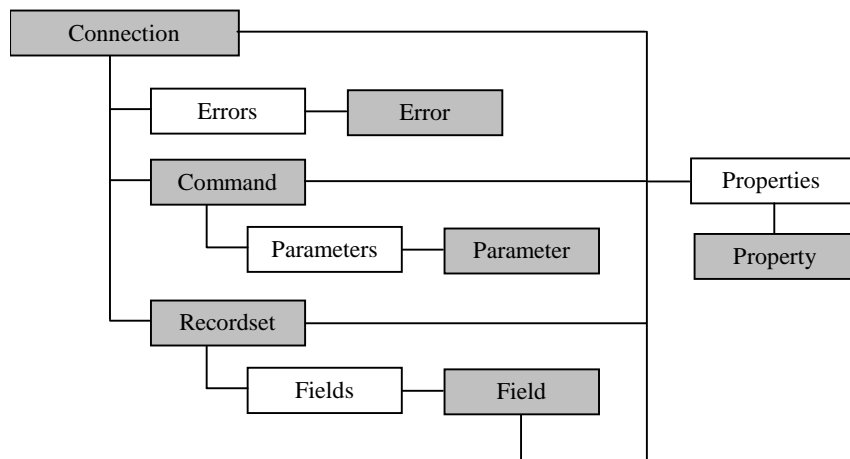 Connection
Errors
Error
Command
Properties
Parameters
Parameter
Property
Recordset
Fields
Field